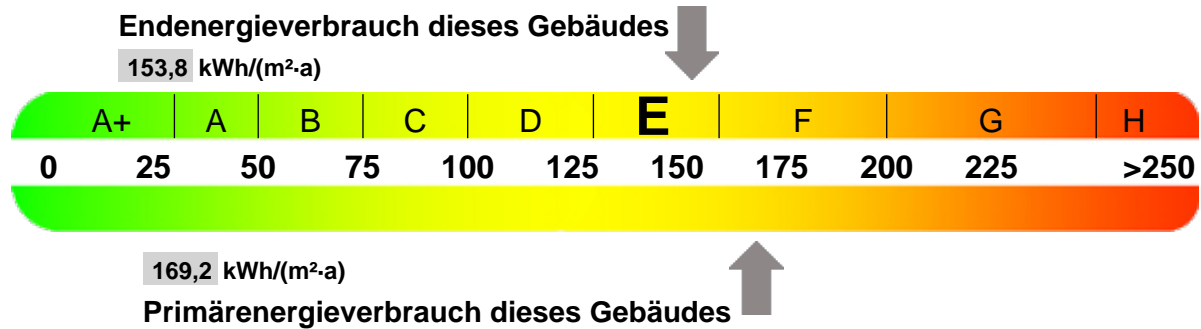 Endenergieverbrauch dieses Gebäudes
153,8 kWh/(m²·a)
A+ A B C D E F G H
0 25 50 75 100 125 150 175 200 225 >250
169,2 kWh/(m²·a)
Primärenergieverbrauch dieses Gebäudes